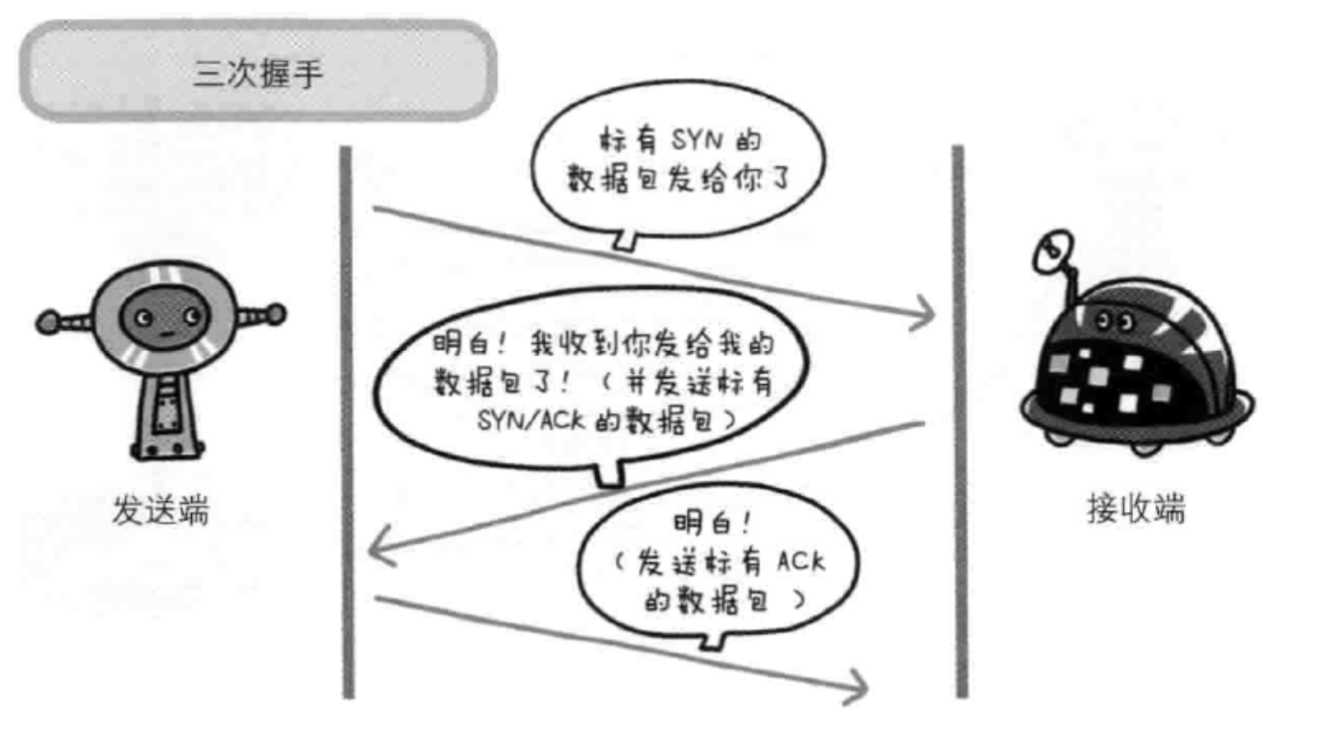 三次握手
标有 SYN 的
数据包发给你了
明白！我收到你发给我的
数据包了！（并发送标有
SYN/ACK 的数据包）
发送端
接收端
明白！
（发送标有 ACK
的数据包）